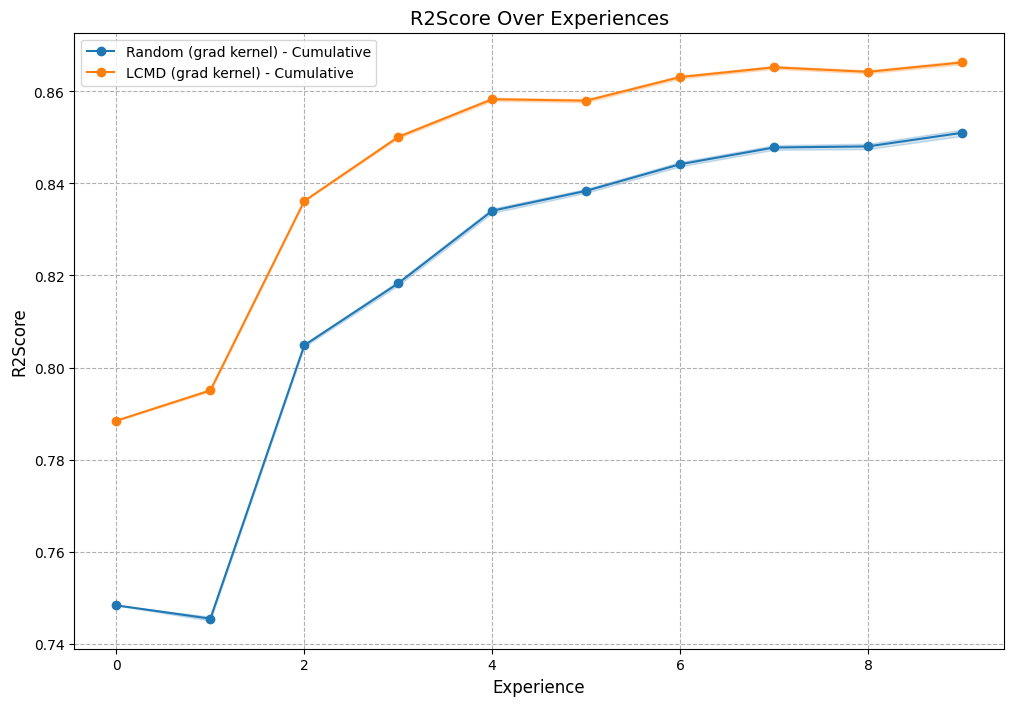 R2Score Over Experiences
Random (grad kernel) - Cumulative
LCMD (grad kernel) - Cumulative
R2Score
0.86
0.84
0.82
0.80
0.78
0.76
0.74
0 2 4 6 8
Experience